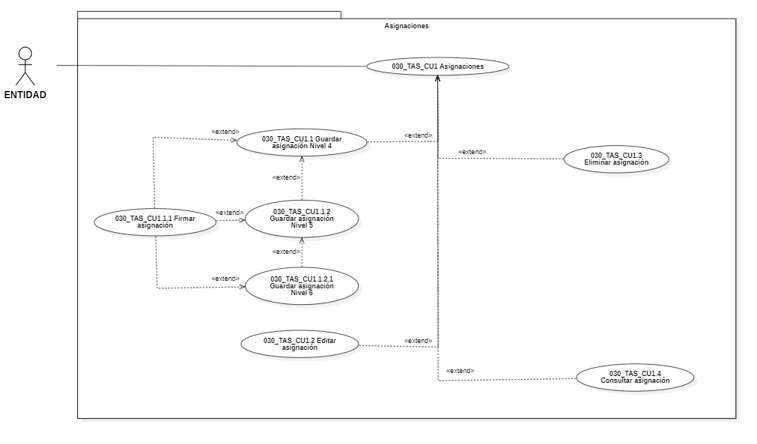 Asignaciones
030_TAS_CU1 Asignaciones
ENTIDAD
«extend»
030_TAS_CU1.1 Guardar
asignación Nivel 4
«extend»
«extend»
030_TAS_CU1.3
Eliminar asignación
«extend»
030_TAS_CU1.1,1 Firmar
asignación
«extend»
030_TAS_CU1.1.2
Guardar asignación
Nivel 5
«extend»
«extend»
030_TAS_CU1.1.2,1
Guardar asignación
Nivel 6
030_TAS_CU1.2 Editar
asignación
«extend»
«extend»
030_TAS_CU1.4
Consultar asignación